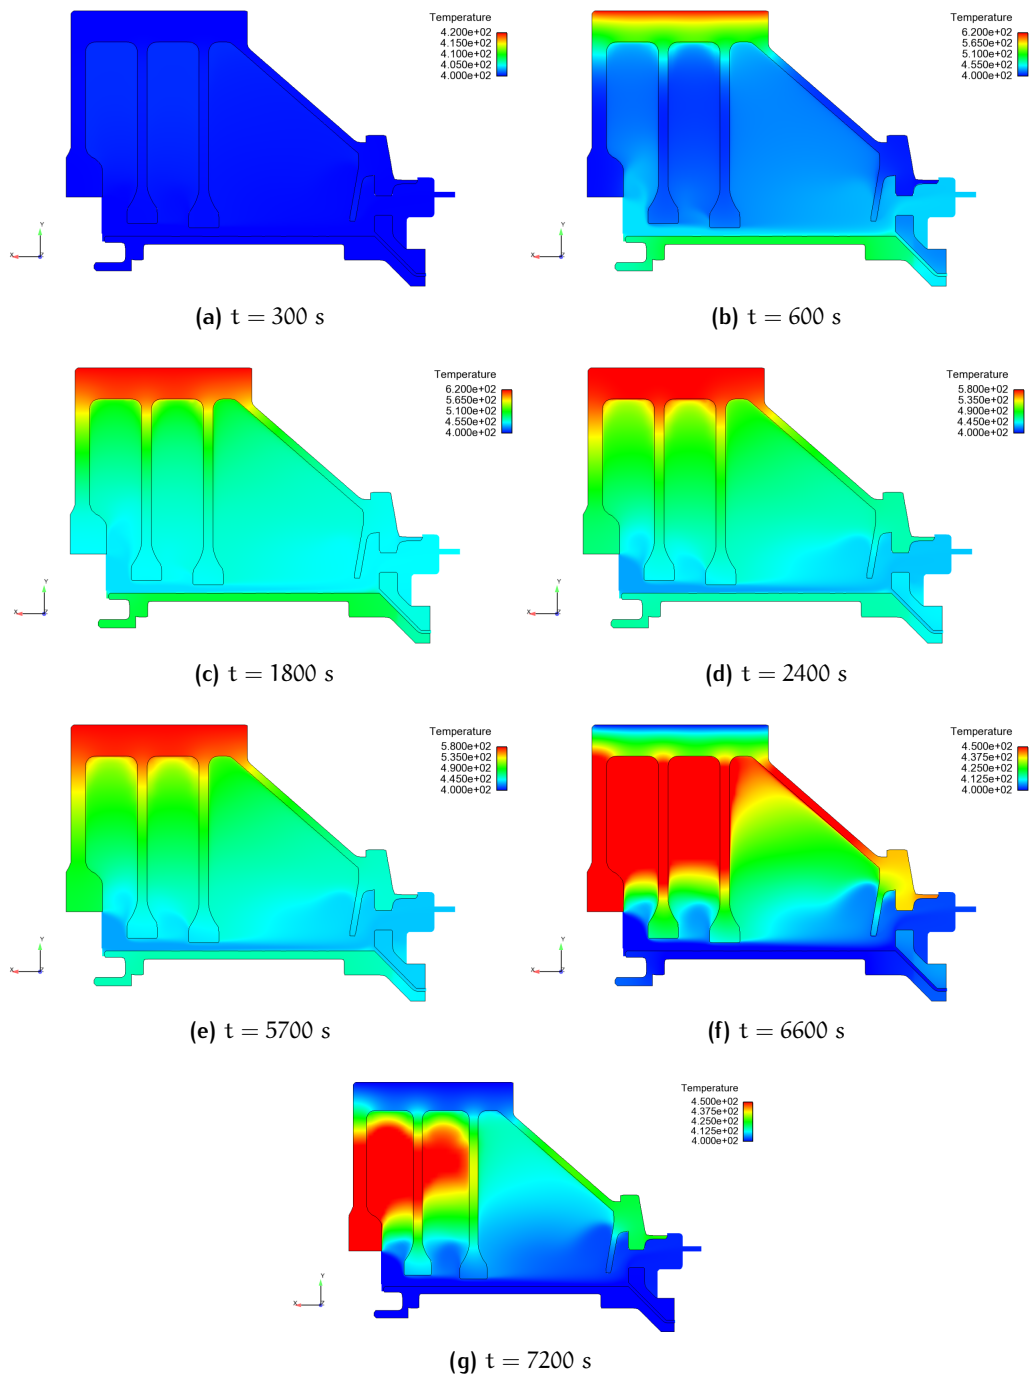 Temperature
4.200e+02
4.150e+02
4.100e+02
4.050e+02
4.000e+02
Y
X
Z
(a) t = 300 s
Temperature
6.200e+02
5.650e+02
5.100e+02
4.550e+02
4.000e+02
Y
X
Z
(b) t = 600 s
Temperature
6.200e+02
5.650e+02
5.100e+02
4.550e+02
4.000e+02
Y
X
Z
(c) t = 1800 s
Temperature
5.800e+02
5.350e+02
4.900e+02
4.450e+02
4.000e+02
Y
X
Z
(d) t = 2400 s
Temperature
5.800e+02
5.350e+02
4.900e+02
4.450e+02
4.000e+02
Y
X
Z
(e) t = 5700 s
Temperature
4.500e+02
4.375e+02
4.250e+02
4.125e+02
4.000e+02
Y
X
Z
(f) t = 6600 s
Temperature
4.500e+02
4.375e+02
4.250e+02
4.125e+02
4.000e+02
Y
X
Z
(g) t = 7200 s